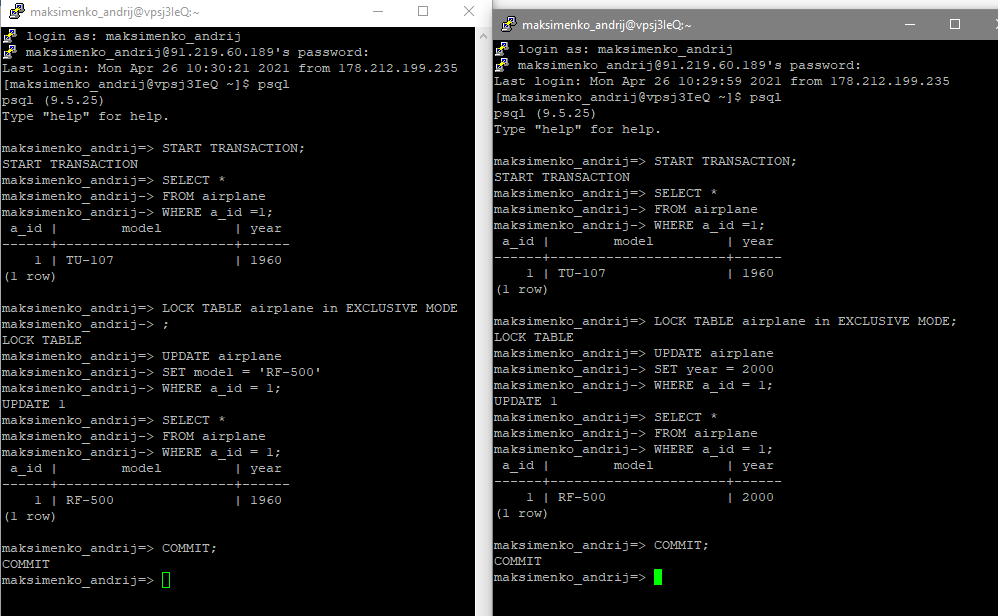 maksimenko_andrij@vpsj3IeQ:~
login as: maksimenko_andrij
maksimenko_andrij@91.219.60.189's password:
Last login: Mon Apr 26 10:30:21 2021 from 178.212.199.235
[maksimenko_andrij@vpsj3IeQ ~]$ psql
psql (9.5.25)
Type "help" for help.
maksimenko_andrij=> START TRANSACTION;
START TRANSACTION
maksimenko_andrij=> SELECT *
maksimenko_andrij-> FROM airplane
maksimenko_andrij-> WHERE a_id =1;
 a_id |        model         | year
------+----------------------+------
    1 | TU-107               | 1960
(1 row)
maksimenko_andrij=> LOCK TABLE airplane in EXCLUSIVE MODE
maksimenko_andrij-> ;
LOCK TABLE
maksimenko_andrij=> UPDATE airplane
maksimenko_andrij-> SET model = 'RF-500'
maksimenko_andrij-> WHERE a_id = 1;
UPDATE 1
maksimenko_andrij=> SELECT *
maksimenko_andrij-> FROM airplane
maksimenko_andrij-> WHERE a_id = 1;
 a_id |        model         | year
------+----------------------+------
    1 | RF-500               | 1960
(1 row)
maksimenko_andrij=> COMMIT;
COMMIT
maksimenko_andrij=>
maksimenko_andrij@vpsj3IeQ:~
login as: maksimenko_andrij
maksimenko_andrij@91.219.60.189's password:
Last login: Mon Apr 26 10:29:59 2021 from 178.212.199.235
[maksimenko_andrij@vpsj3IeQ ~]$ psql
psql (9.5.25)
Type "help" for help.
maksimenko_andrij=> START TRANSACTION;
START TRANSACTION
maksimenko_andrij=> SELECT *
maksimenko_andrij-> FROM airplane
maksimenko_andrij-> WHERE a_id =1;
 a_id |        model         | year
------+----------------------+------
    1 | TU-107               | 1960
(1 row)
maksimenko_andrij=> LOCK TABLE airplane in EXCLUSIVE MODE;
LOCK TABLE
maksimenko_andrij=> UPDATE airplane
maksimenko_andrij-> SET year = 2000
maksimenko_andrij-> WHERE a_id = 1;
UPDATE 1
maksimenko_andrij=> SELECT *
maksimenko_andrij-> FROM airplane
maksimenko_andrij-> WHERE a_id = 1;
 a_id |        model         | year
------+----------------------+------
    1 | RF-500               | 2000
(1 row)
maksimenko_andrij=> COMMIT;
COMMIT
maksimenko_andrij=>